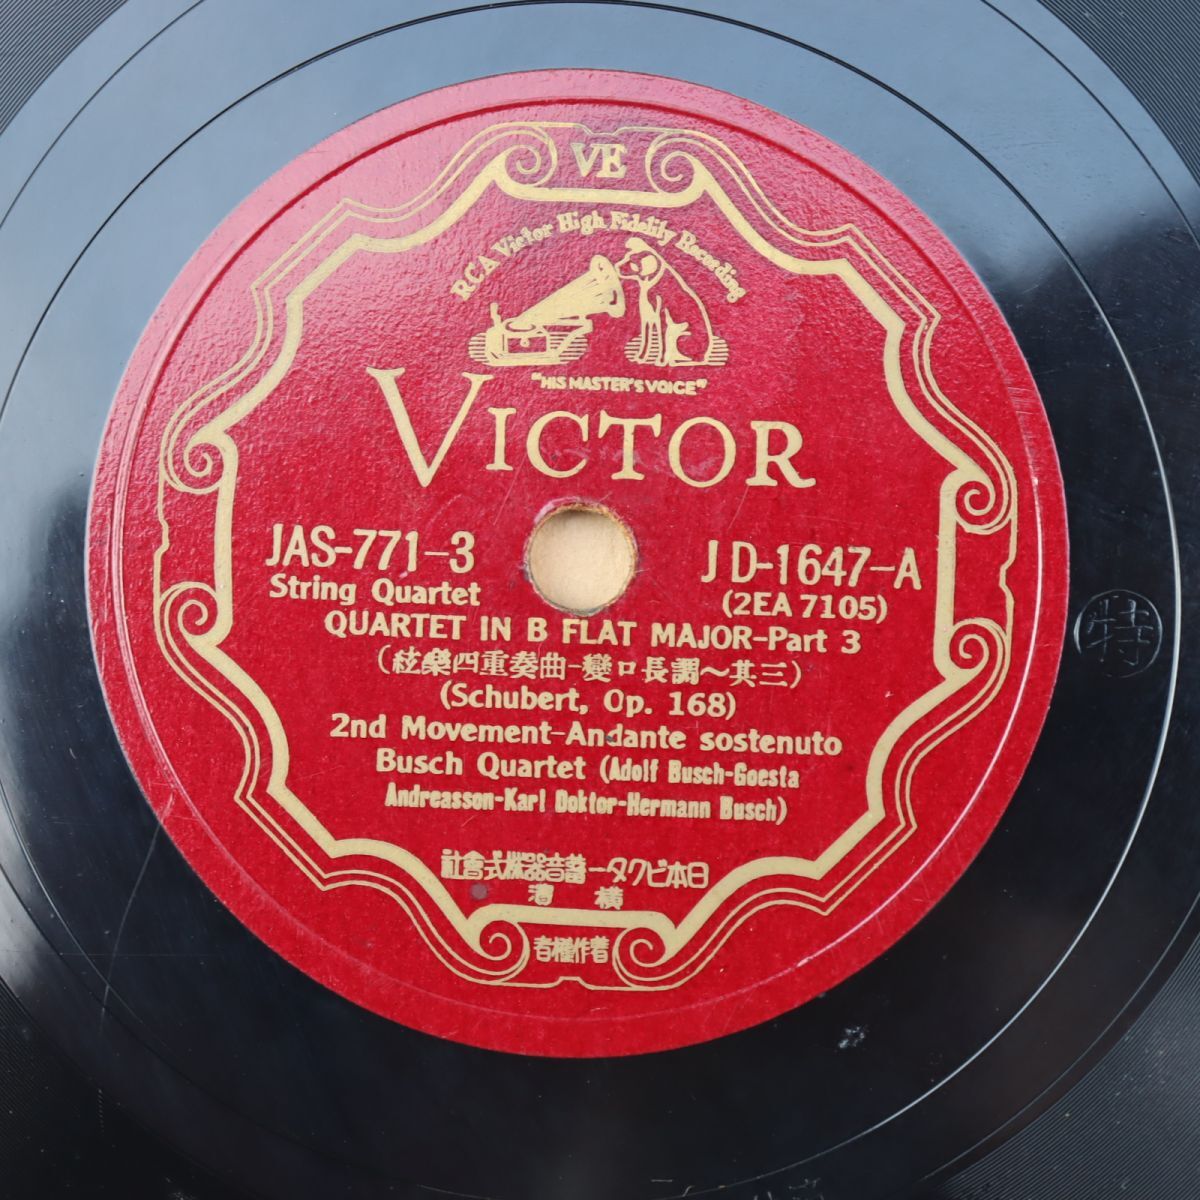 VE
RCA Victor High Fidelity Recording
"HIS MASTER'S VOICE"
VICTOR
JAS-771-3
JD-1647-A
String Quartet
(2EA 7105)
QUARTET IN B FLAT MAJOR-Part 3
(絃樂四重奏曲-變ロ長調〜其三)
(Schubert, Op. 168)
2nd Movement-Andante sostenuto
Busch Quartet (Adolf Busch-Goesta
Andreasson-Karl Doktor-Hermann Busch)
社會式株器音蓄ータクビ本日
濱橫
者權作著
特